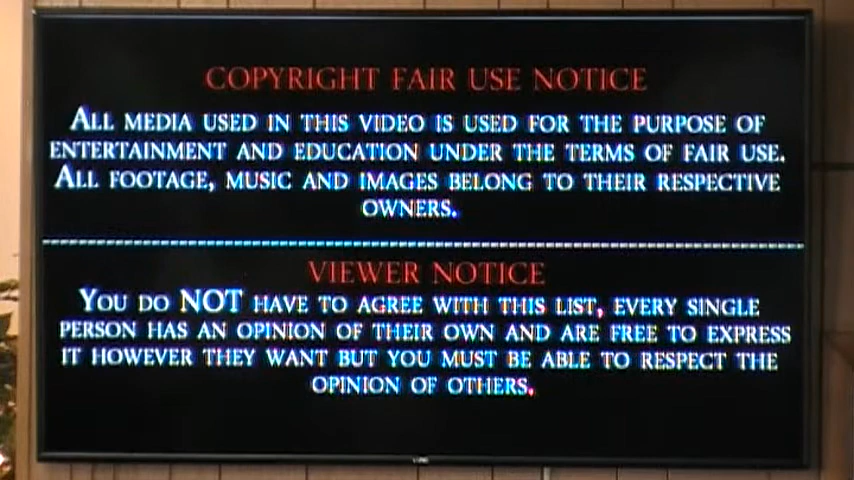 COPYRIGHT FAIR USE NOTICE
ALL MEDIA USED IN THIS VIDEO IS USED FOR THE PURPOSE OF
ENTERTAINMENT AND EDUCATION UNDER THE TERMS OF FAIR USE.
ALL FOOTAGE, MUSIC AND IMAGES BELONG TO THEIR RESPECTIVE
OWNERS.
VIEWER NOTICE
YOU DO NOT HAVE TO AGREE WITH THIS LIST, EVERY SINGLE
PERSON HAS AN OPINION OF THEIR OWN AND ARE FREE TO EXPRESS
IT HOWEVER THEY WANT BUT YOU MUST BE ABLE TO RESPECT THE
OPINION OF OTHERS.